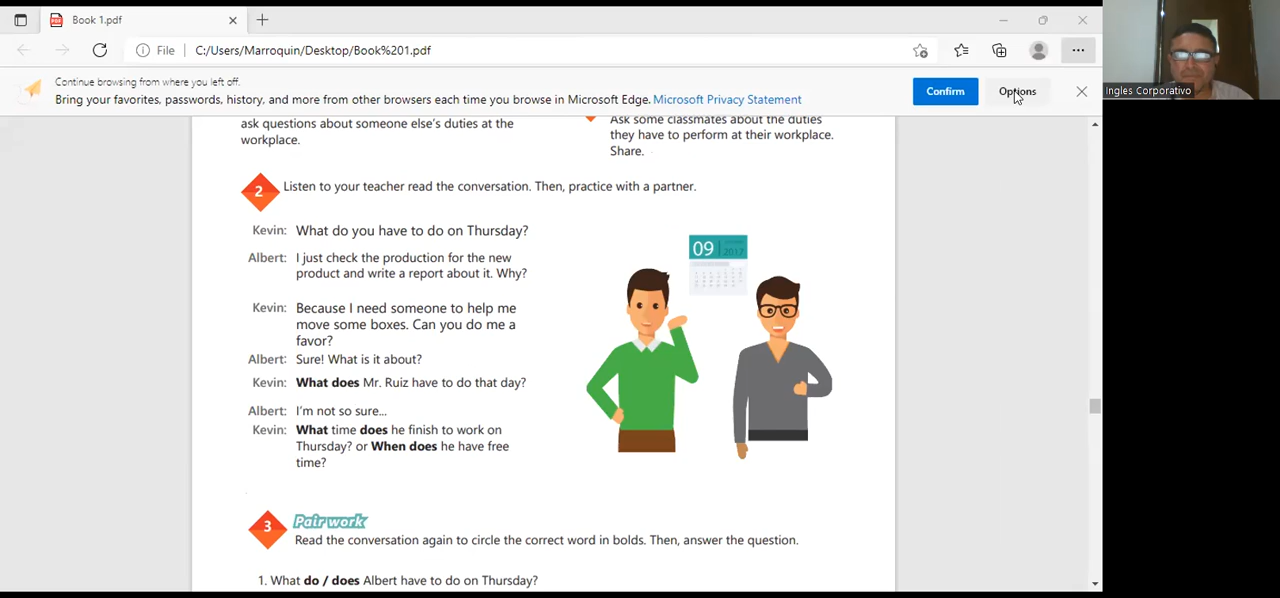 Book 1.pdf
File C:/Users/Marroquin/Desktop/Book%201.pdf
Continue browsing from where you left off.
Bring your favorites, passwords, history, and more from other browsers each time you browse in Microsoft Edge. Microsoft Privacy Statement
Confirm
Options
Ingles Corporativo
ask questions about someone else's duties at the
workplace.
Ask some classmates about the duties
they have to perform at their workplace.
Share.
2 Listen to your teacher read the conversation. Then, practice with a partner.
Kevin: What do you have to do on Thursday?
Albert: I just check the production for the new
product and write a report about it. Why?
Kevin: Because I need someone to help me
move some boxes. Can you do me a
favor?
Albert: Sure! What is it about?
Kevin: What does Mr. Ruiz have to do that day?
Albert: I'm not so sure...
Kevin: What time does he finish to work on
Thursday? or When does he have free
time?
09
2017
3 Pair work
Read the conversation again to circle the correct word in bolds. Then, answer the question.
1. What do / does Albert have to do on Thursday?